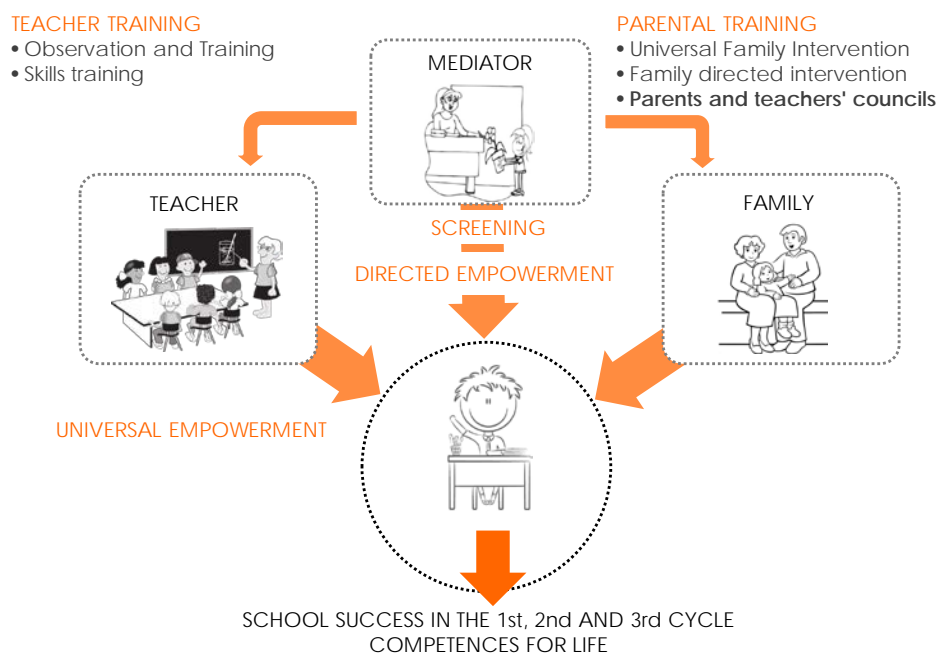 TEACHER TRAINING
• Observation and Training
• Skills training
PARENTAL TRAINING
• Universal Family Intervention
• Family directed intervention
• Parents and teachers' councils
MEDIATOR
TEACHER
FAMILY
SCREENING
DIRECTED EMPOWERMENT
UNIVERSAL EMPOWERMENT
SCHOOL SUCCESS IN THE 1st, 2nd AND 3rd CYCLE
COMPETENCES FOR LIFE